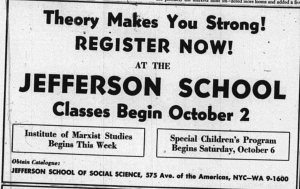 Theory Makes You Strong!
REGISTER NOW!
AT THE
JEFFERSON SCHOOL
Classes Begin October 2
Institute of Marxist Studies
Begins This Week
Special Children's Program
Begins Saturday, October 6
Obtain Catalogue:
JEFFERSON SCHOOL OF SOCIAL SCIENCE, 575 Ave. of the Americas, NYC—WA 9-1600